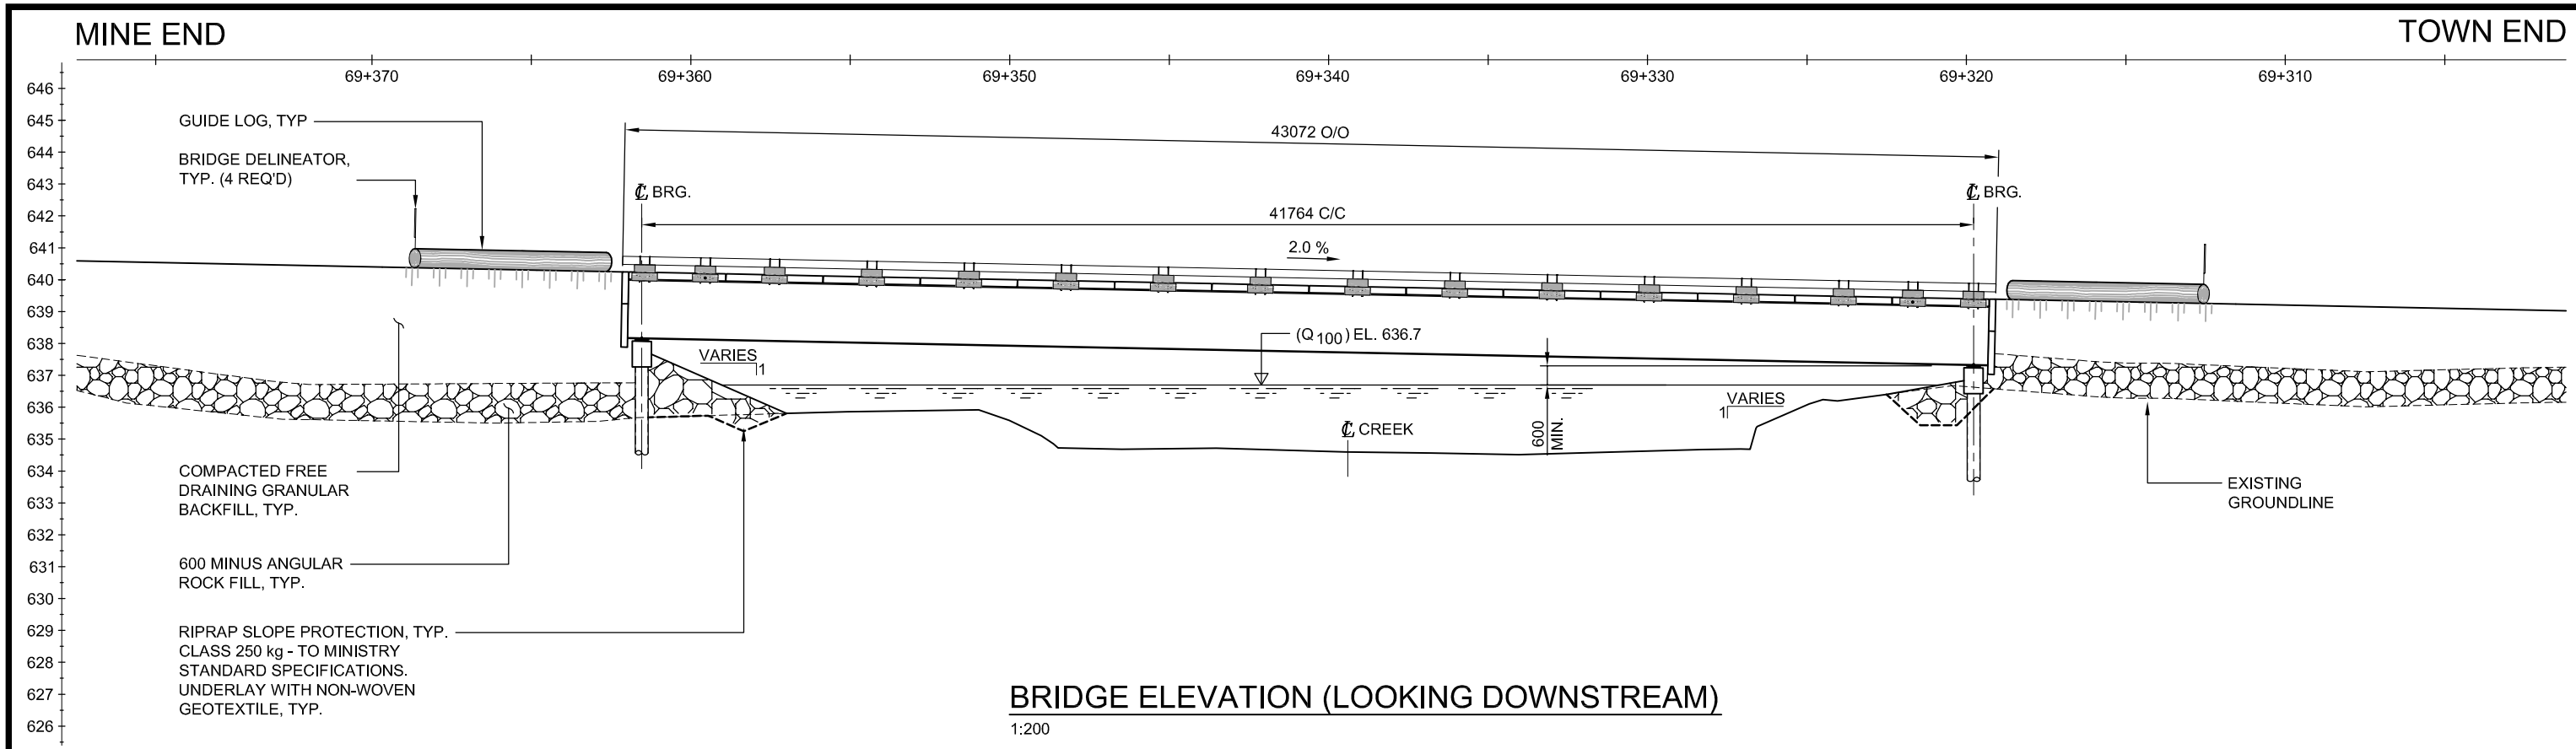 MINE END
TOWN END
69+370
69+360
69+350
69+340
69+330
69+320
69+310
646
645
644
643
642
641
640
639
638
637
636
635
634
633
632
631
630
629
628
627
626
GUIDE LOG, TYP
BRIDGE DELINEATOR,
TYP. (4 REQ'D)
43072 O/O
℄ BRG.
℄ BRG.
41764 C/C
2.0 %
(Q100) EL. 636.7
VARIES
1
VARIES
1
℄ CREEK
600
MIN.
COMPACTED FREE
DRAINING GRANULAR
BACKFILL, TYP.
EXISTING
GROUNDLINE
600 MINUS ANGULAR
ROCK FILL, TYP.
RIPRAP SLOPE PROTECTION, TYP.
CLASS 250 kg - TO MINISTRY
STANDARD SPECIFICATIONS.
UNDERLAY WITH NON-WOVEN
GEOTEXTILE, TYP.
BRIDGE ELEVATION (LOOKING DOWNSTREAM)
1:200